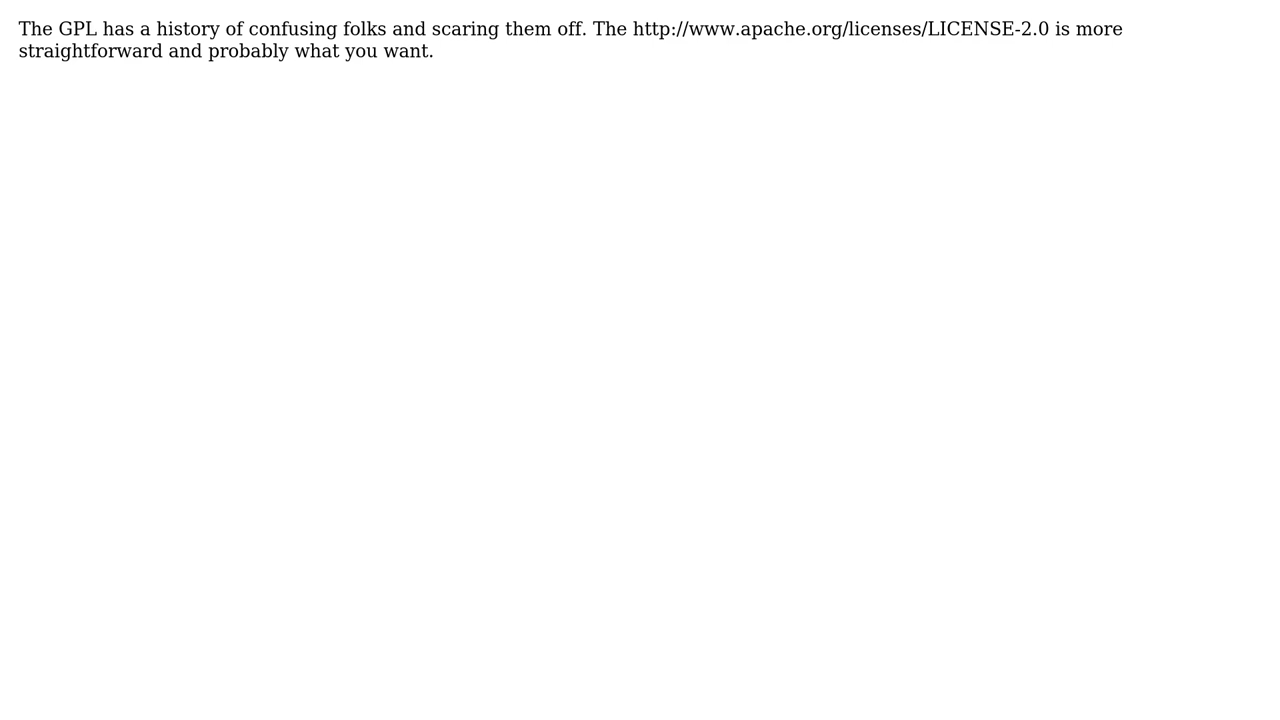 The GPL has a history of confusing folks and scaring them off. The http://www.apache.org/licenses/LICENSE-2.0 is more
straightforward and probably what you want.